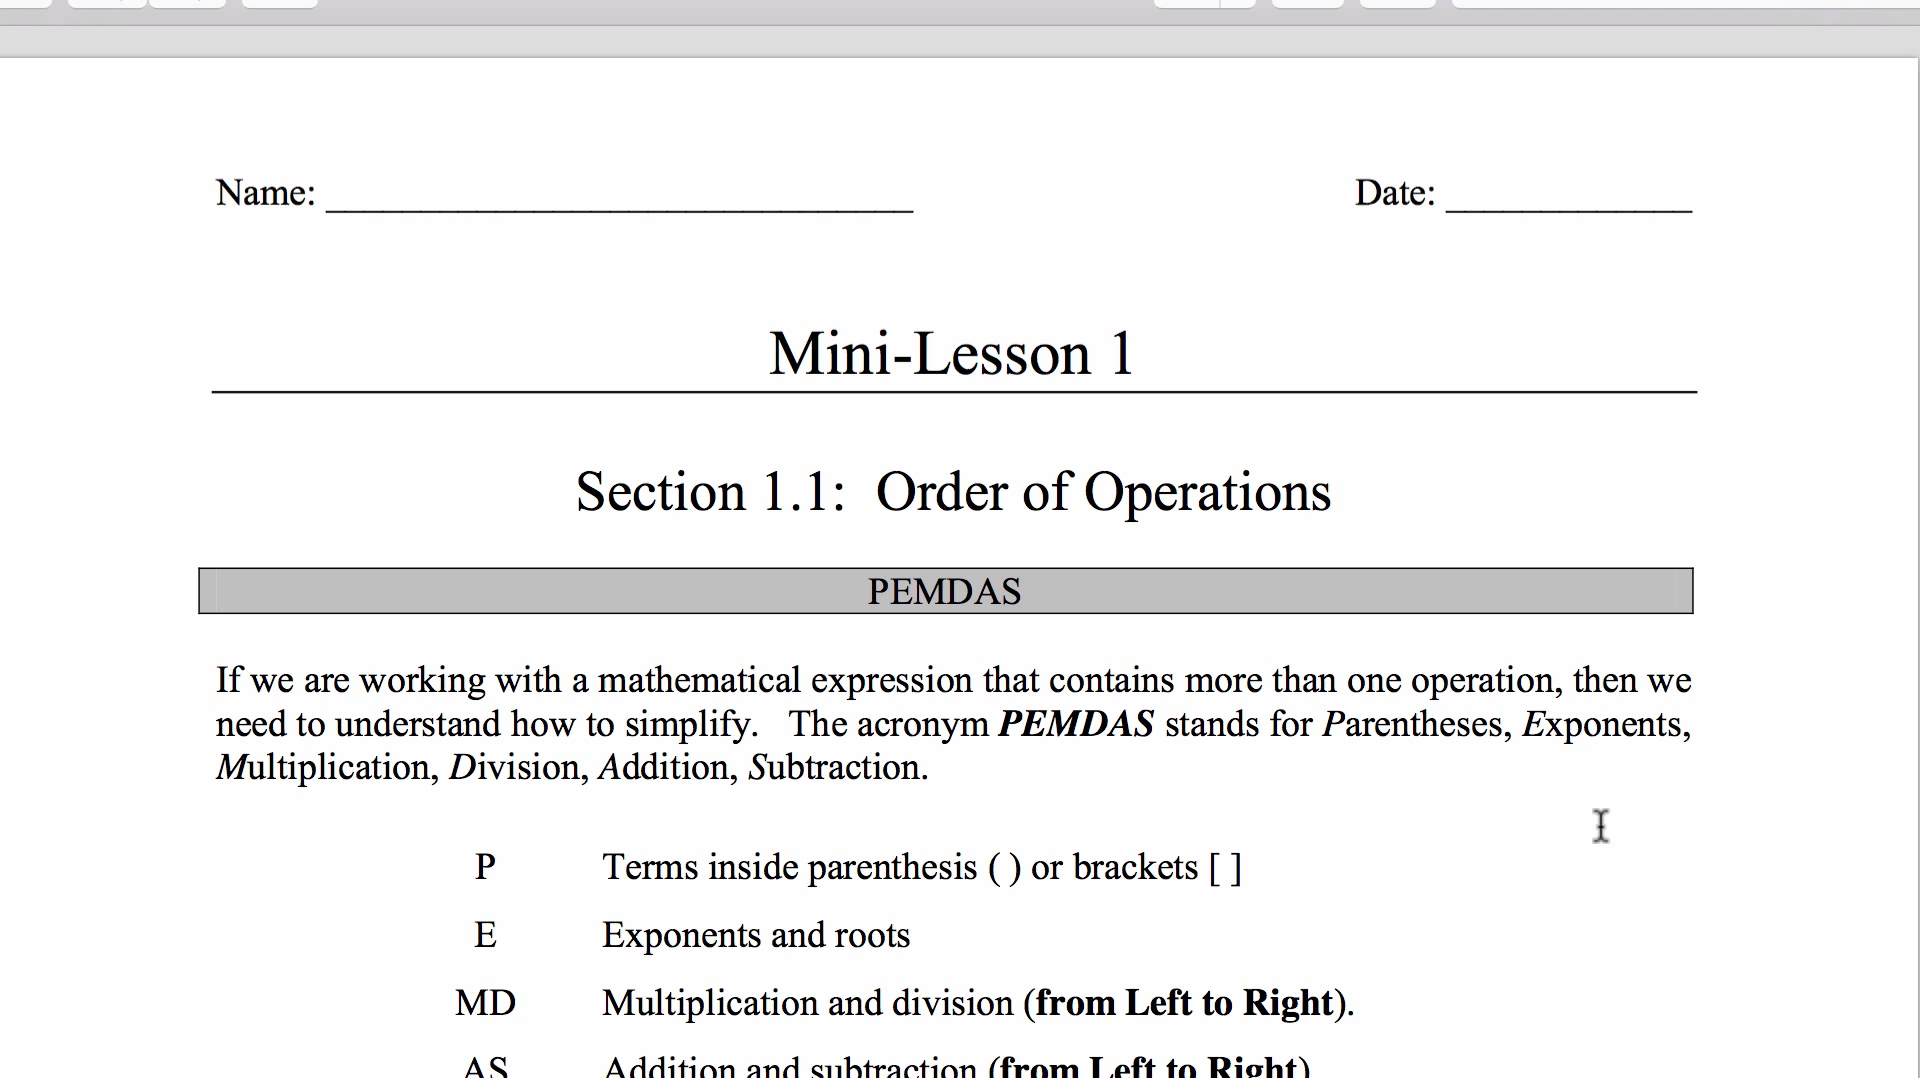 Name: _______________________________ Date: _____________
Mini-Lesson 1
Section 1.1: Order of Operations
PEMDAS
If we are working with a mathematical expression that contains more than one operation, then we
need to understand how to simplify. The acronym PEMDAS stands for Parentheses, Exponents,
Multiplication, Division, Addition, Subtraction.
P Terms inside parenthesis ( ) or brackets [ ]
E Exponents and roots
MD Multiplication and division (from Left to Right).
AS Addition and subtraction (from Left to Right)